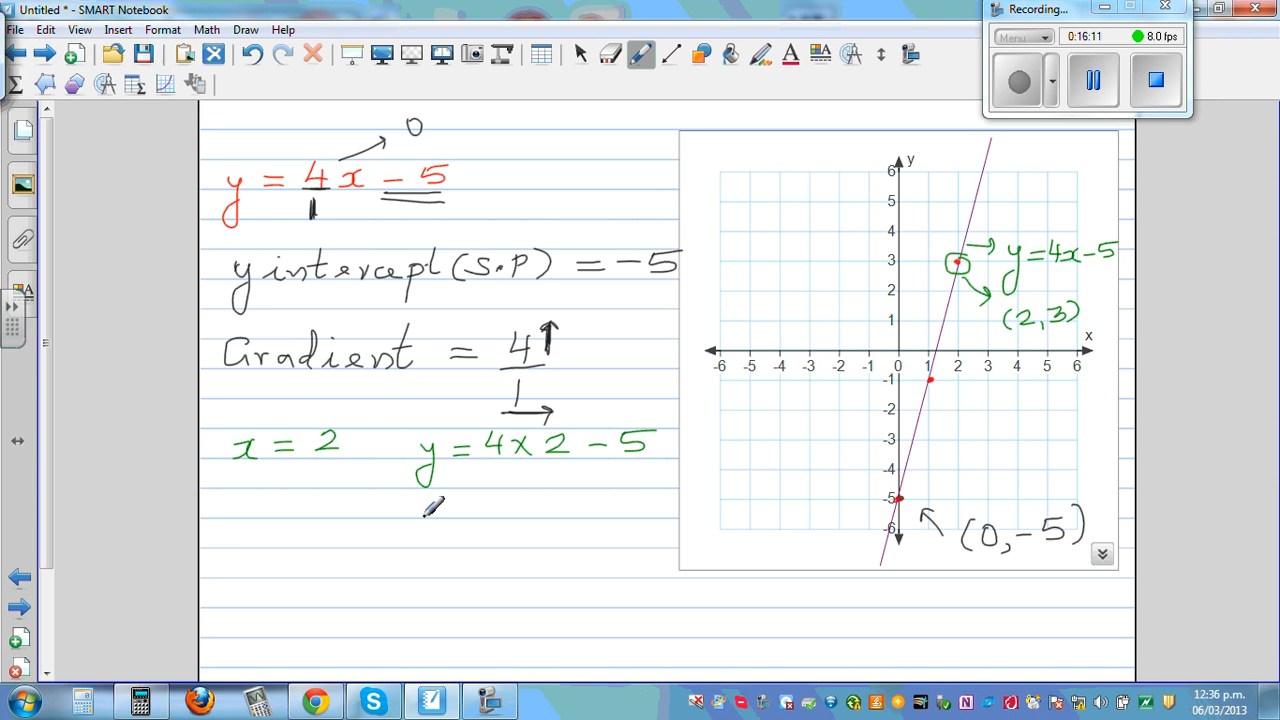 Untitled * - SMART Notebook
Recording...
File Edit View Insert Format Math Draw Help
Menu 0:16:11 8.0 fps
0
y = 4x - 5
1
y intercept (S.P) = -5
Gradient = 4
1
x = 2 y = 4 x 2 - 5
y
6
5
4
3
2
1
y = 4x - 5
(2, 3)
x
-6 -5 -4 -3 -2 -1 0 1 2 3 4 5 6
-1
-2
-3
-4
-5
-6
(0, -5)
12:36 p.m.
06/03/2013